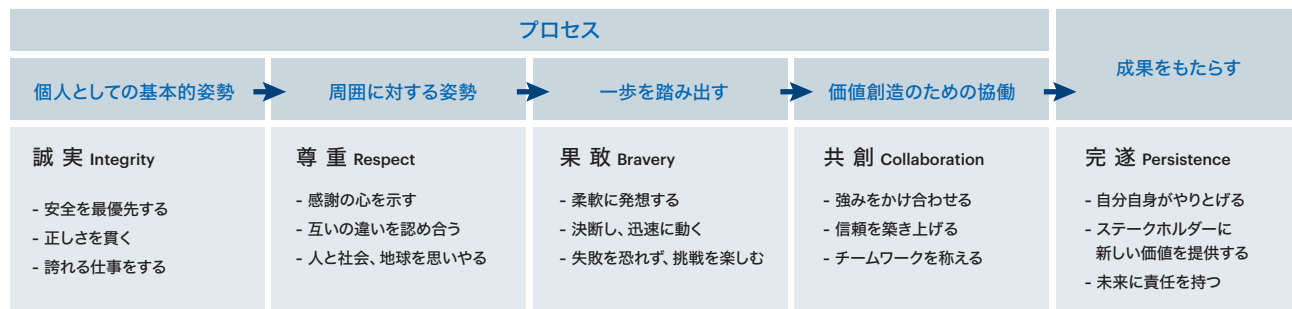 プロセス
成果をもたらす
個人としての基本的姿勢
周囲に対する姿勢
一歩を踏み出す
価値創造のための協働
誠実 Integrity
- 安全を最優先する
- 正しさを貫く
- 誇れる仕事をする
尊重 Respect
- 感謝の心を示す
- 互いの違いを認め合う
- 人と社会、地球を思いやる
果敢 Bravery
- 柔軟に発想する
- 決断し、迅速に動く
- 失敗を恐れず、挑戦を楽しむ
共創 Collaboration
- 強みをかけ合わせる
- 信頼を築き上げる
- チームワークを称える
完遂 Persistence
- 自分自身がやりとげる
- ステークホルダーに
新しい価値を提供する
- 未来に責任を持つ